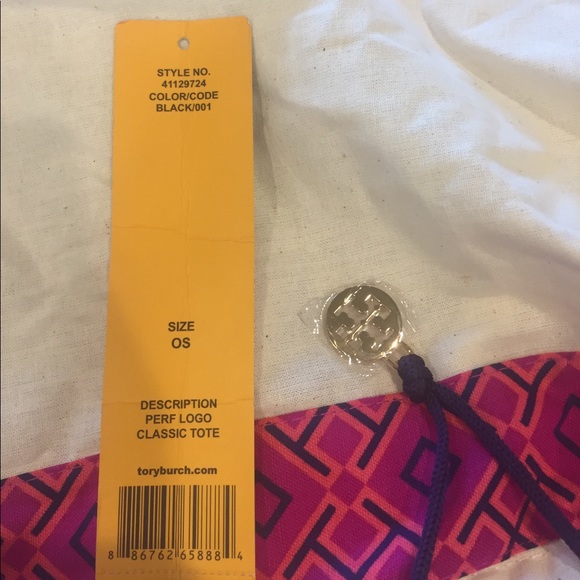 STYLE NO.
41129724
COLOR/CODE
BLACK/001
SIZE
OS
DESCRIPTION
PERF LOGO
CLASSIC TOTE
toryburch.com
8 86762 65888 4